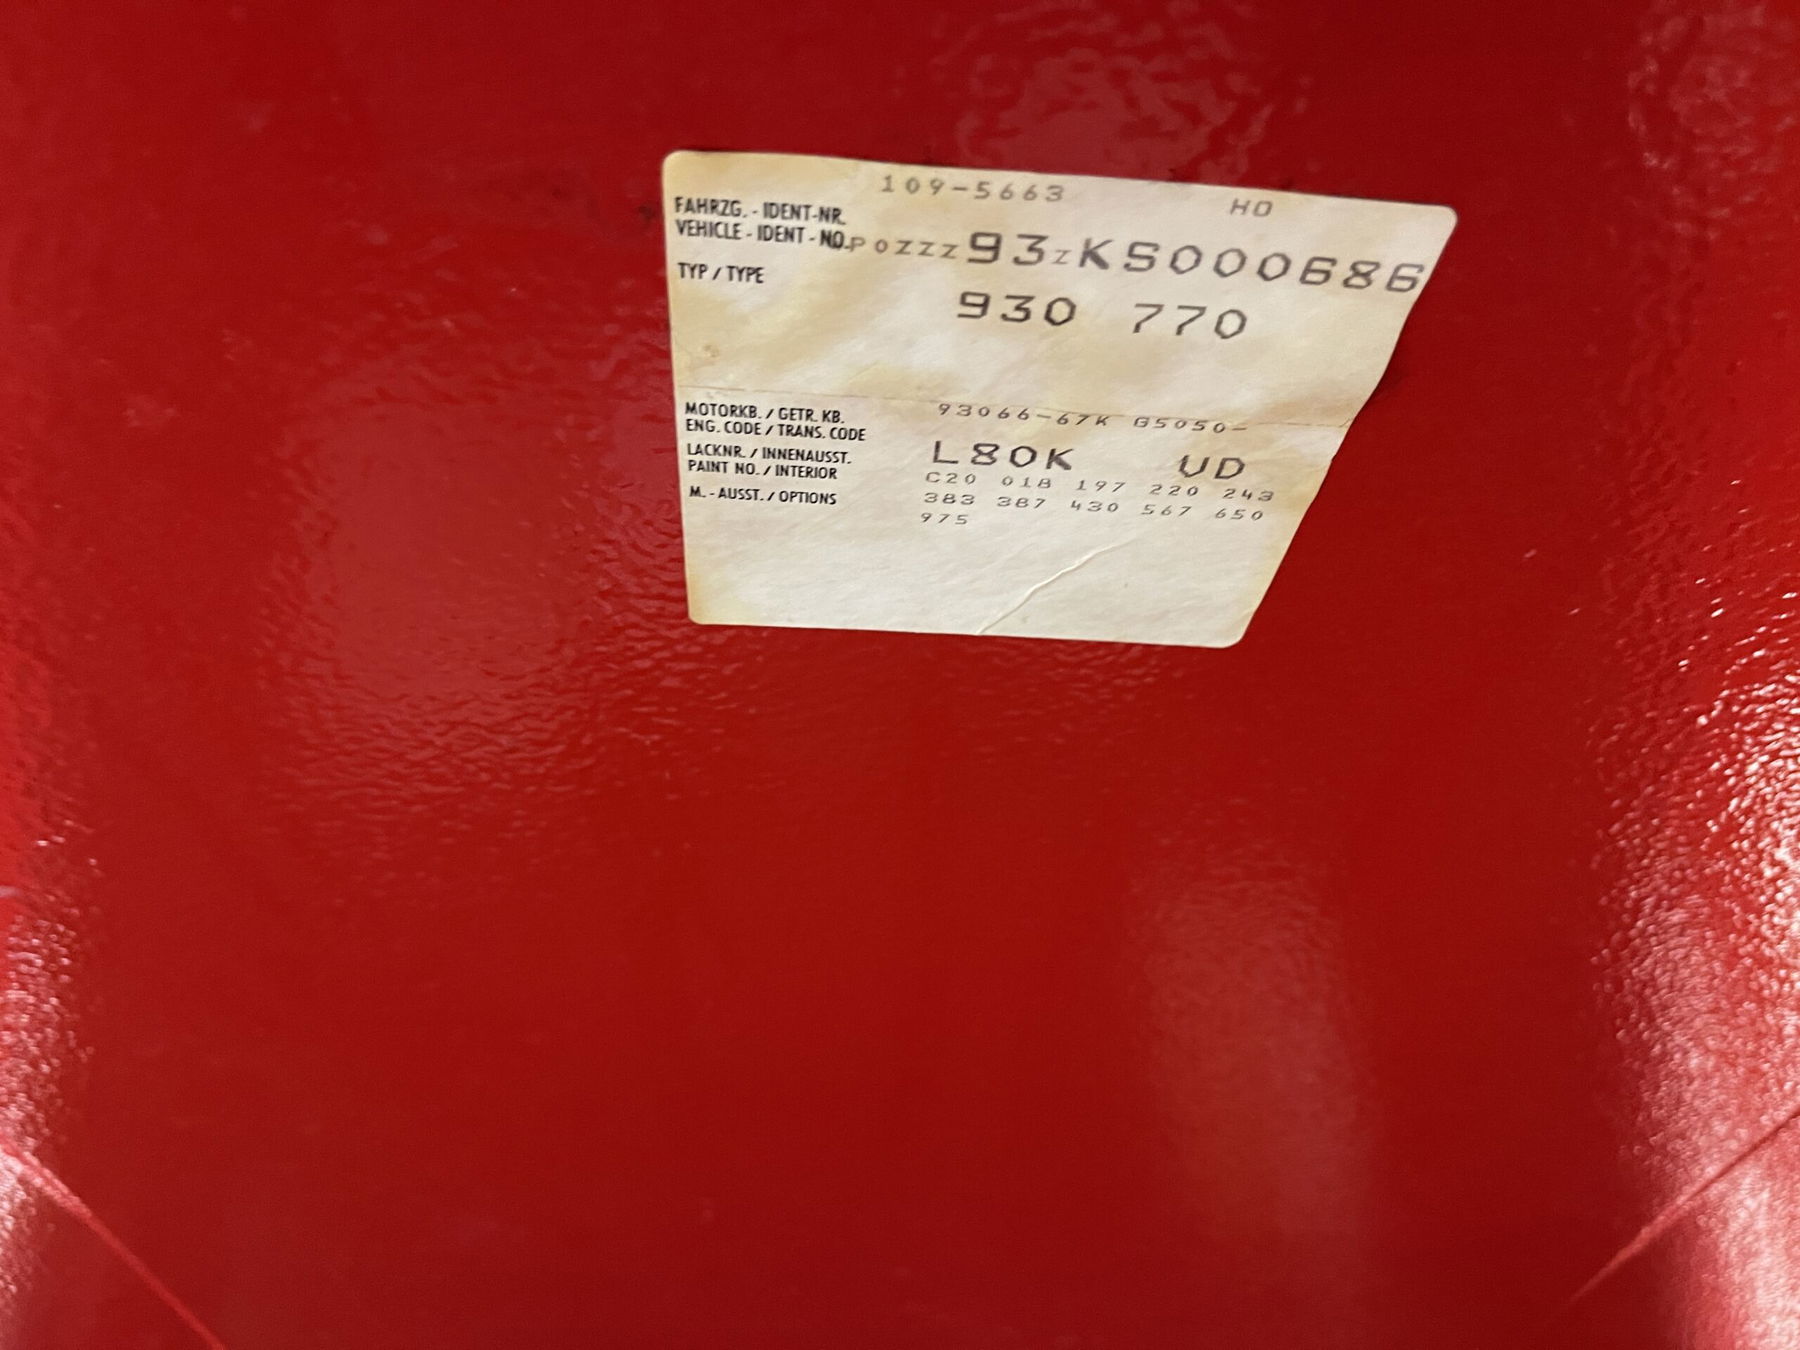 109-5663 HO
FAHRZG. - IDENT-NR.
VEHICLE - IDENT - NO. P0ZZZ93ZKS000686
TYP / TYPE
930 770
MOTORKB. / GETR. KB. 93066-67K G5050-
ENG. CODE / TRANS. CODE
LACKNR. / INNENAUSST. L80K UD
PAINT NO. / INTERIOR
C20 018 197 220 243
M. - AUSST. / OPTIONS 383 387 430 567 650
975